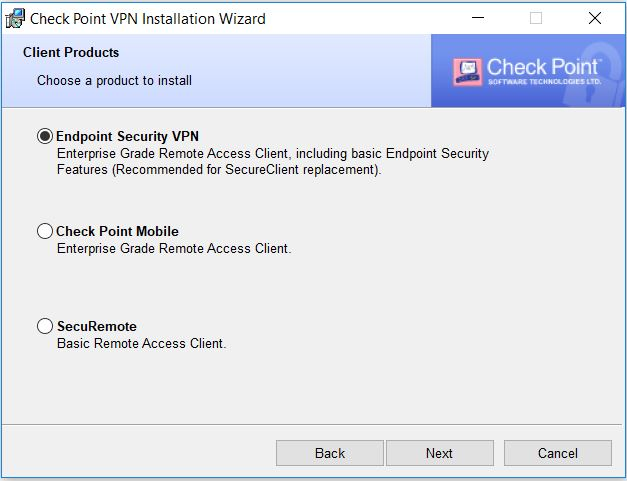 Check Point VPN Installation Wizard
Client Products
Choose a product to install
Check Point
SOFTWARE TECHNOLOGIES LTD.
Endpoint Security VPN
Enterprise Grade Remote Access Client, including basic Endpoint Security
Features (Recommended for SecureClient replacement).
Check Point Mobile
Enterprise Grade Remote Access Client.
SecuRemote
Basic Remote Access Client.
Back
Next
Cancel